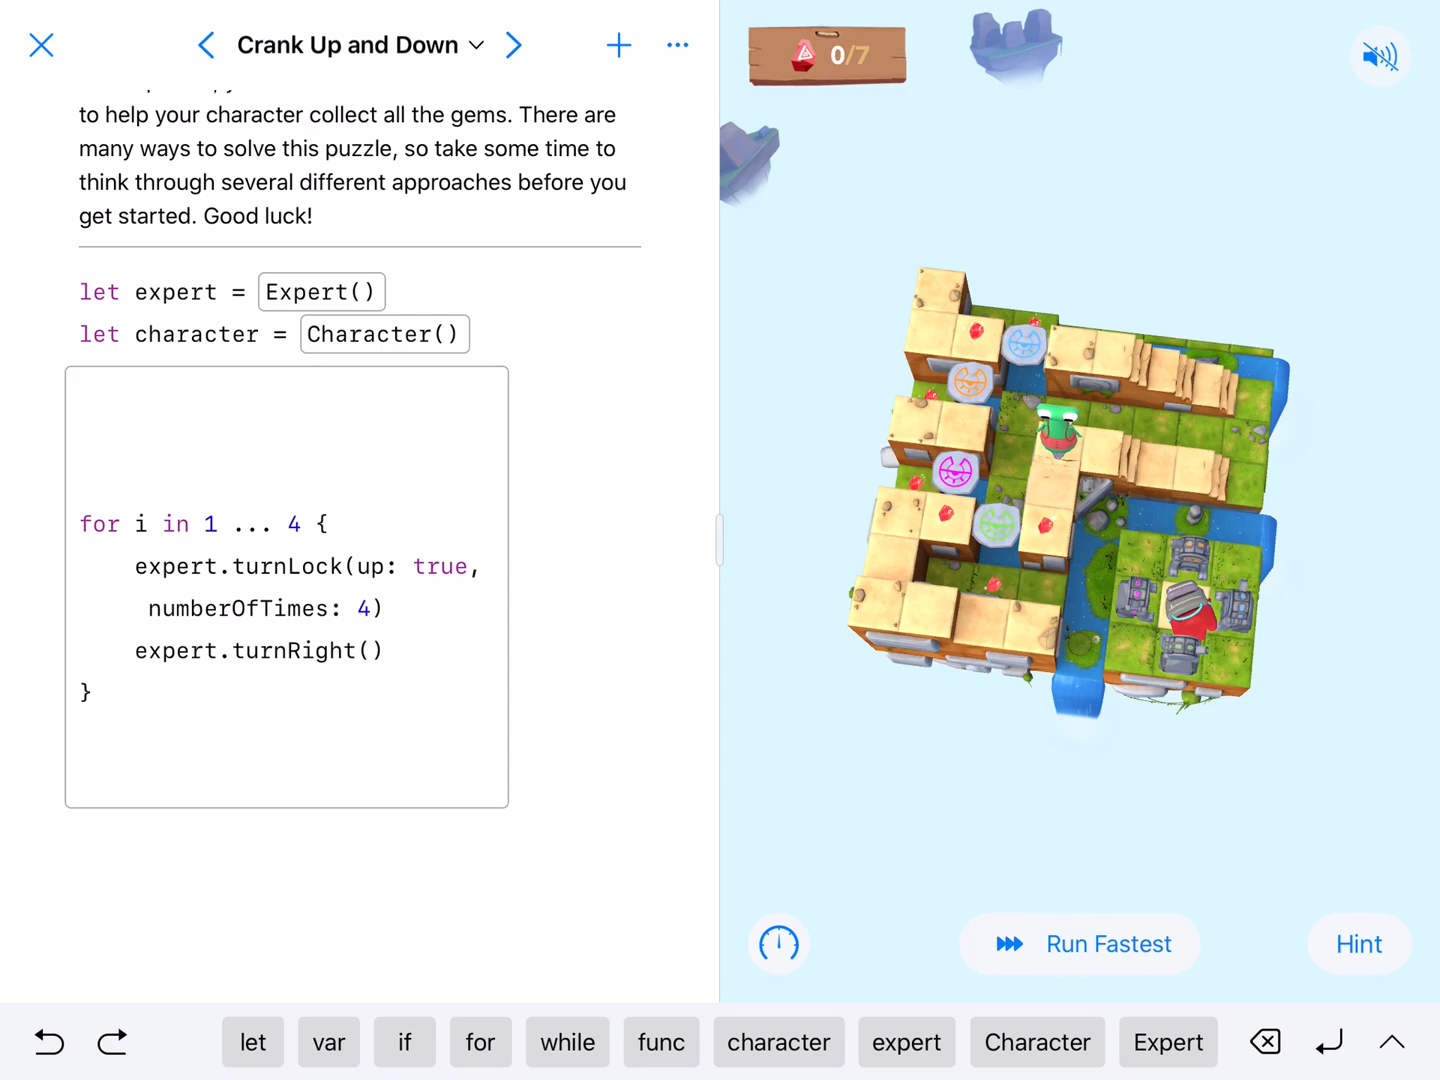 Crank Up and Down
to help your character collect all the gems. There are
many ways to solve this puzzle, so take some time to
think through several different approaches before you
get started. Good luck!
let expert = Expert()
let character = Character()
for i in 1 ... 4 {
expert.turnLock(up: true,
numberOfTimes: 4)
expert.turnRight()
}
0/7
Run Fastest
Hint
let var if for while func character expert Character Expert